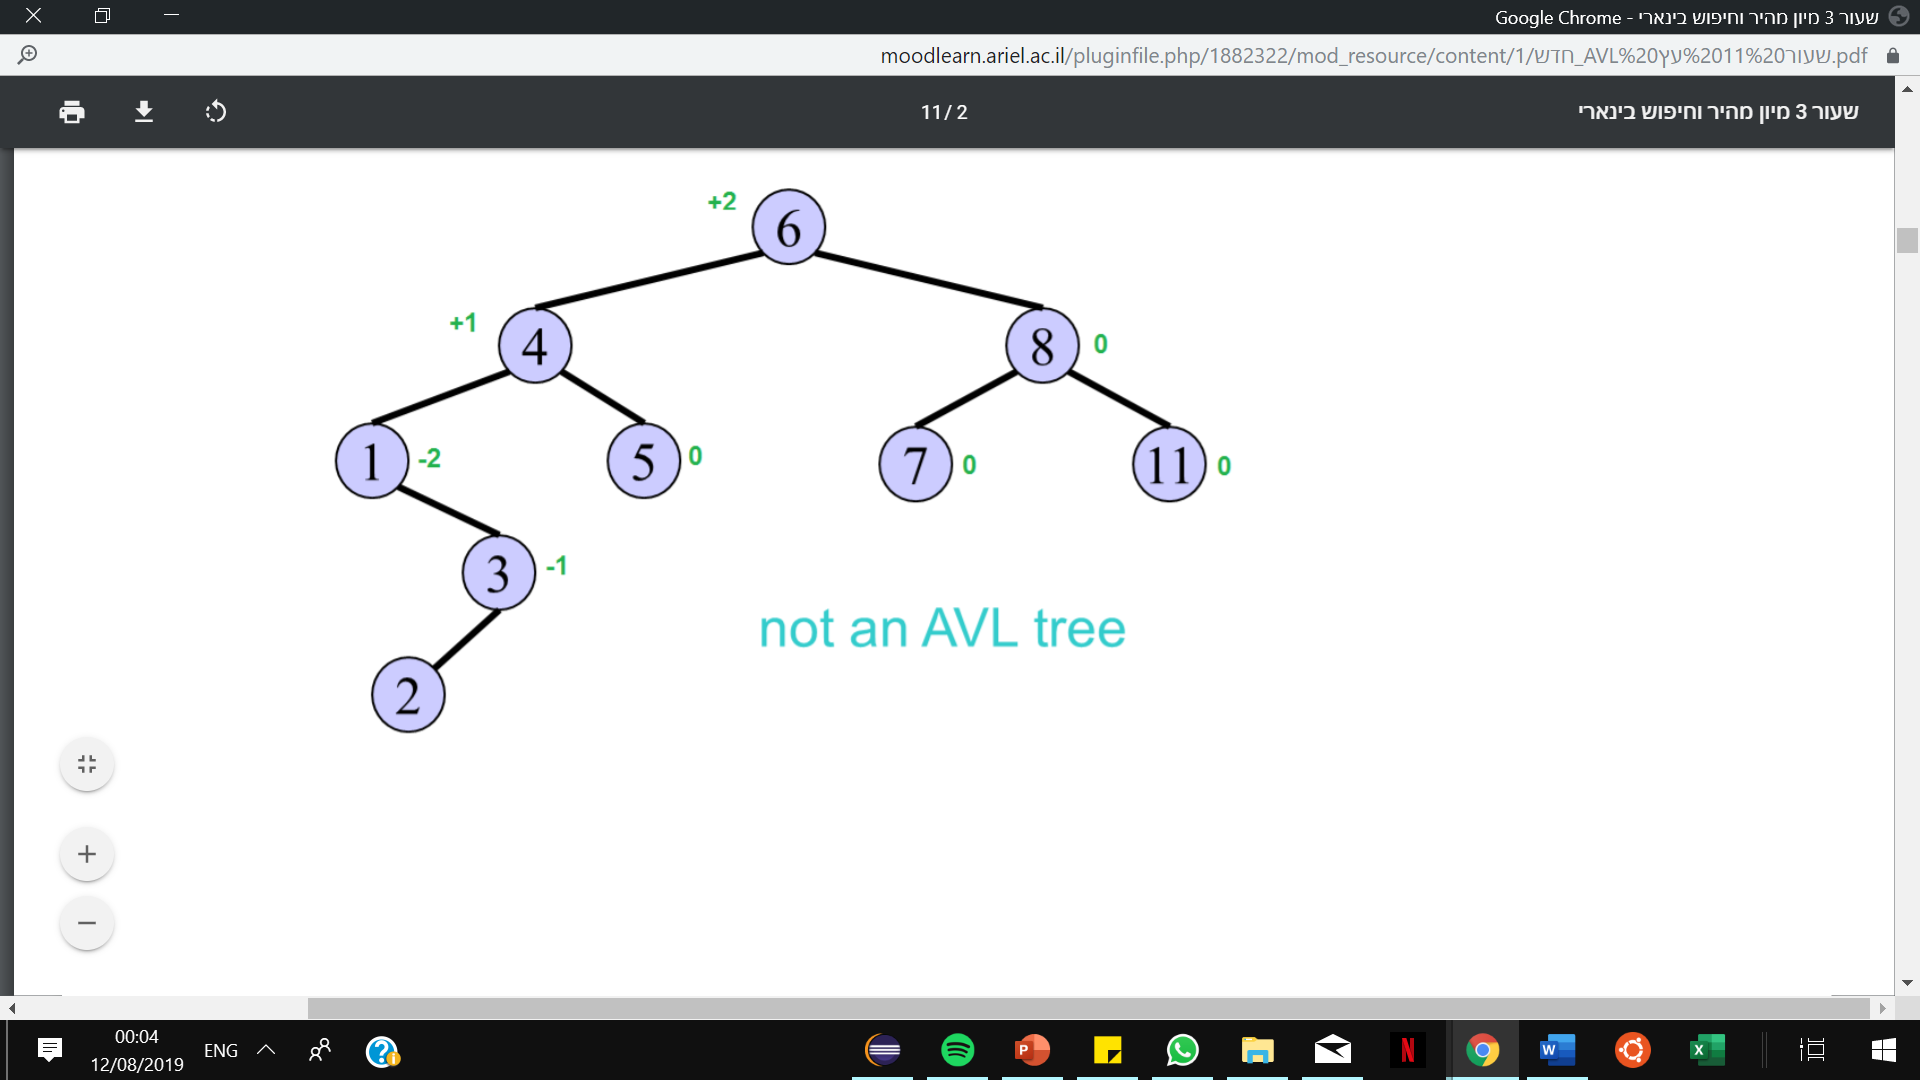 שעור 3 מיון מהיר וחיפוש בינארי - Google Chrome
moodlearn.ariel.ac.il/pluginfile.php/1882322/mod_resource/content/1/חדש_AVL%20עץ%2011%20שעור.pdf
שעור 3 מיון מהיר וחיפוש בינארי
11 / 2
+2
6
+1
4
8
0
1
-2
5
0
7
0
11
0
3
-1
not an AVL tree
2
00:04
12/08/2019
ENG
P
N
W
X